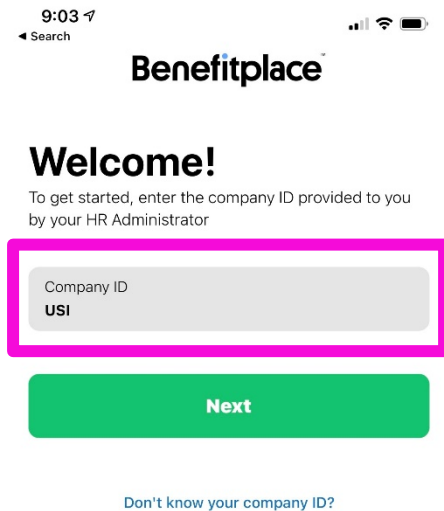 9:03
◀ Search
Benefitplace™
Welcome!
To get started, enter the company ID provided to you
by your HR Administrator
Company ID
USI
Next
Don't know your company ID?